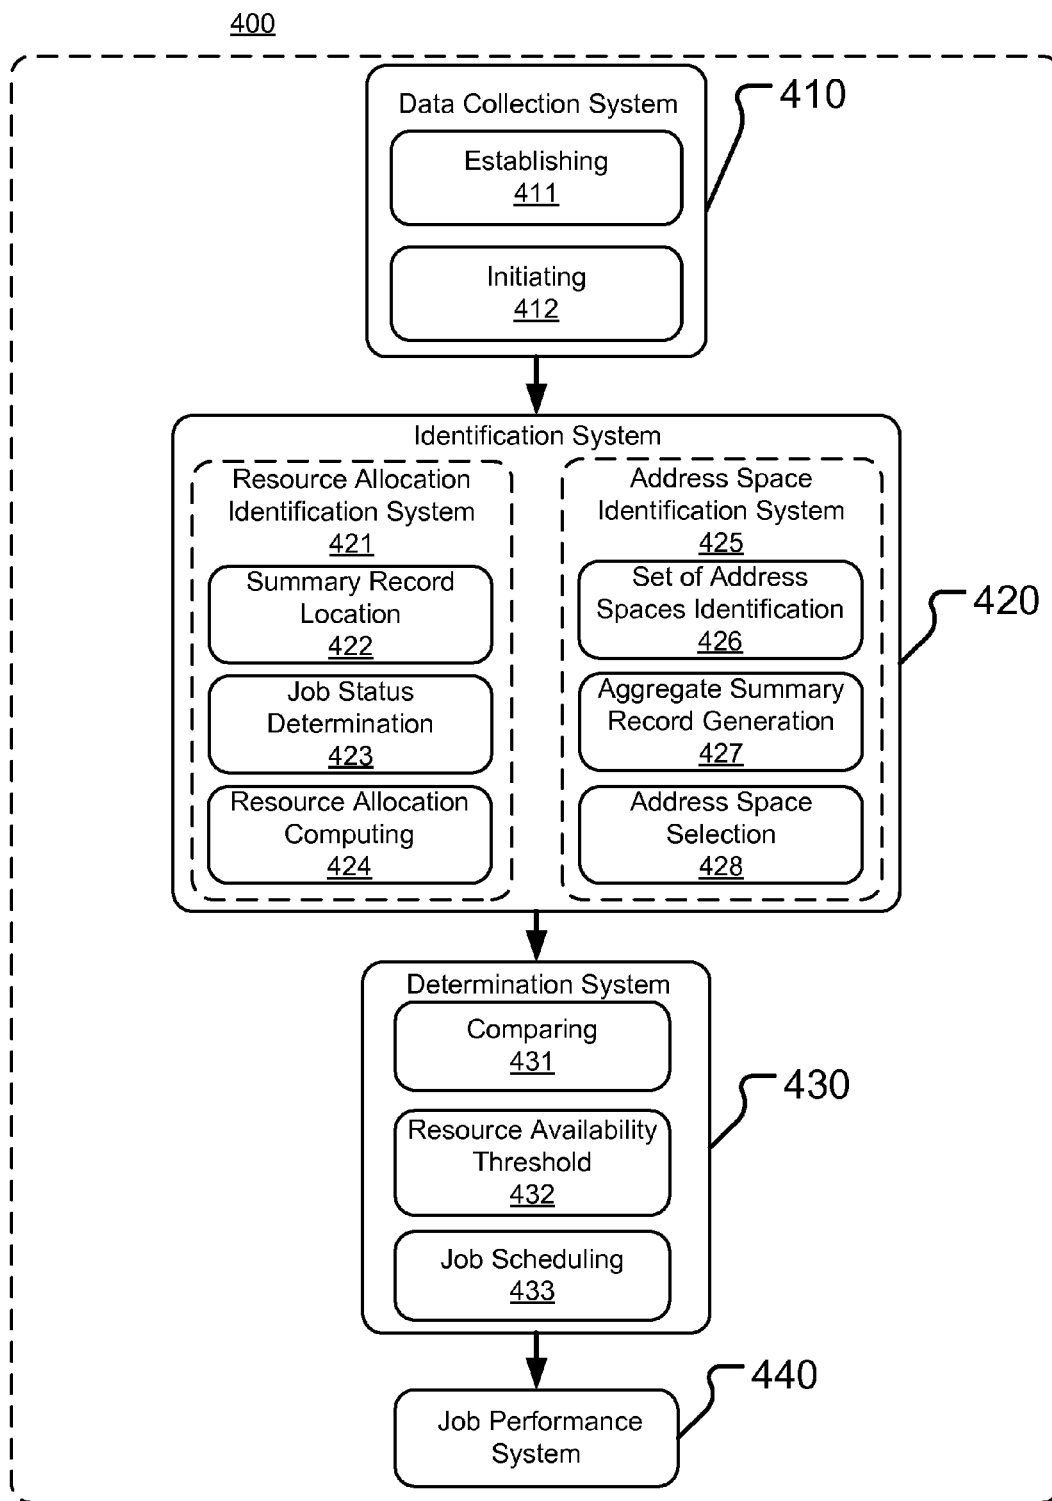 400
Data Collection System
410
Establishing
411
Initiating
412
Identification System
Resource Allocation
Identification System
421
Summary Record
Location
422
Job Status
Determination
423
Resource Allocation
Computing
424
Address Space
Identification System
425
Set of Address
Spaces Identification
426
Aggregate Summary
Record Generation
427
Address Space
Selection
428
420
Determination System
Comparing
431
Resource Availability
Threshold
432
Job Scheduling
433
430
Job Performance
System
440